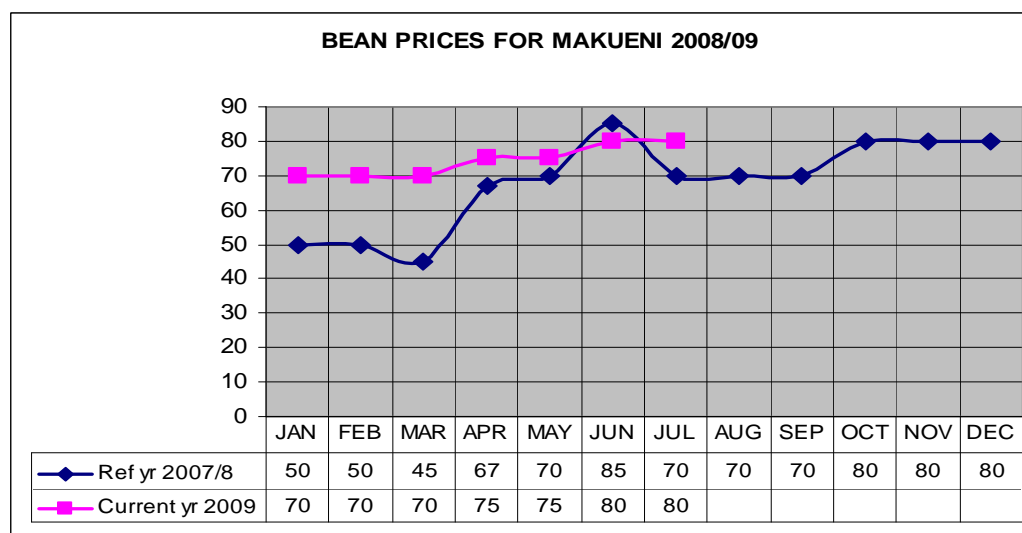 BEAN PRICES FOR MAKUENI 2008/09
90
80
70
60
50
40
30
20
10
0
JAN FEB MAR APR MAY JUN JUL AUG SEP OCT NOV DEC
Ref yr 2007/8 50 50 45 67 70 85 70 70 70 80 80 80
Current yr 2009 70 70 70 75 75 80 80